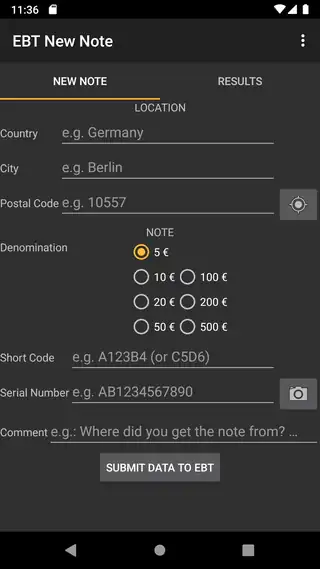 11:36
EBT New Note
NEW NOTE RESULTS
LOCATION
Country e.g. Germany
City e.g. Berlin
Postal Code e.g. 10557
NOTE
Denomination 5 €
10 € 100 €
20 € 200 €
50 € 500 €
Short Code e.g. A123B4 (or C5D6)
Serial Number e.g. AB1234567890
Comment e.g.: Where did you get the note from? ...
SUBMIT DATA TO EBT